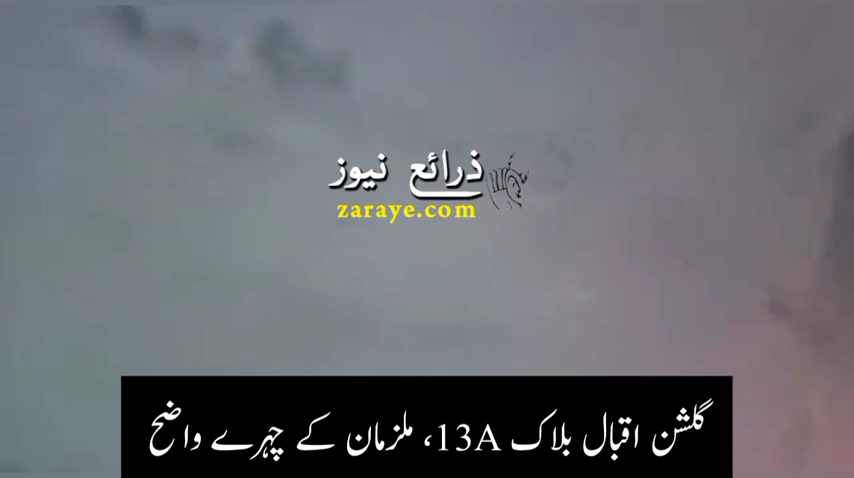 ذرائع نیوز
zaraye.com
گلشن اقبال بلاک 13A، ملزمان کے چہرے واضح